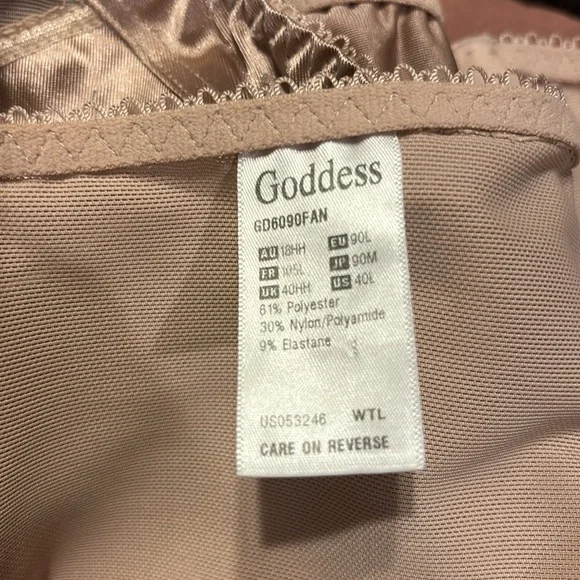 Goddess
GD6090FAN
AU 18HH EU 90L
FR 105L JP 90M
UK 40HH US 40L
61% Polyester
30% Nylon/Polyamide
9% Elastane
US053246 WTL
CARE ON REVERSE